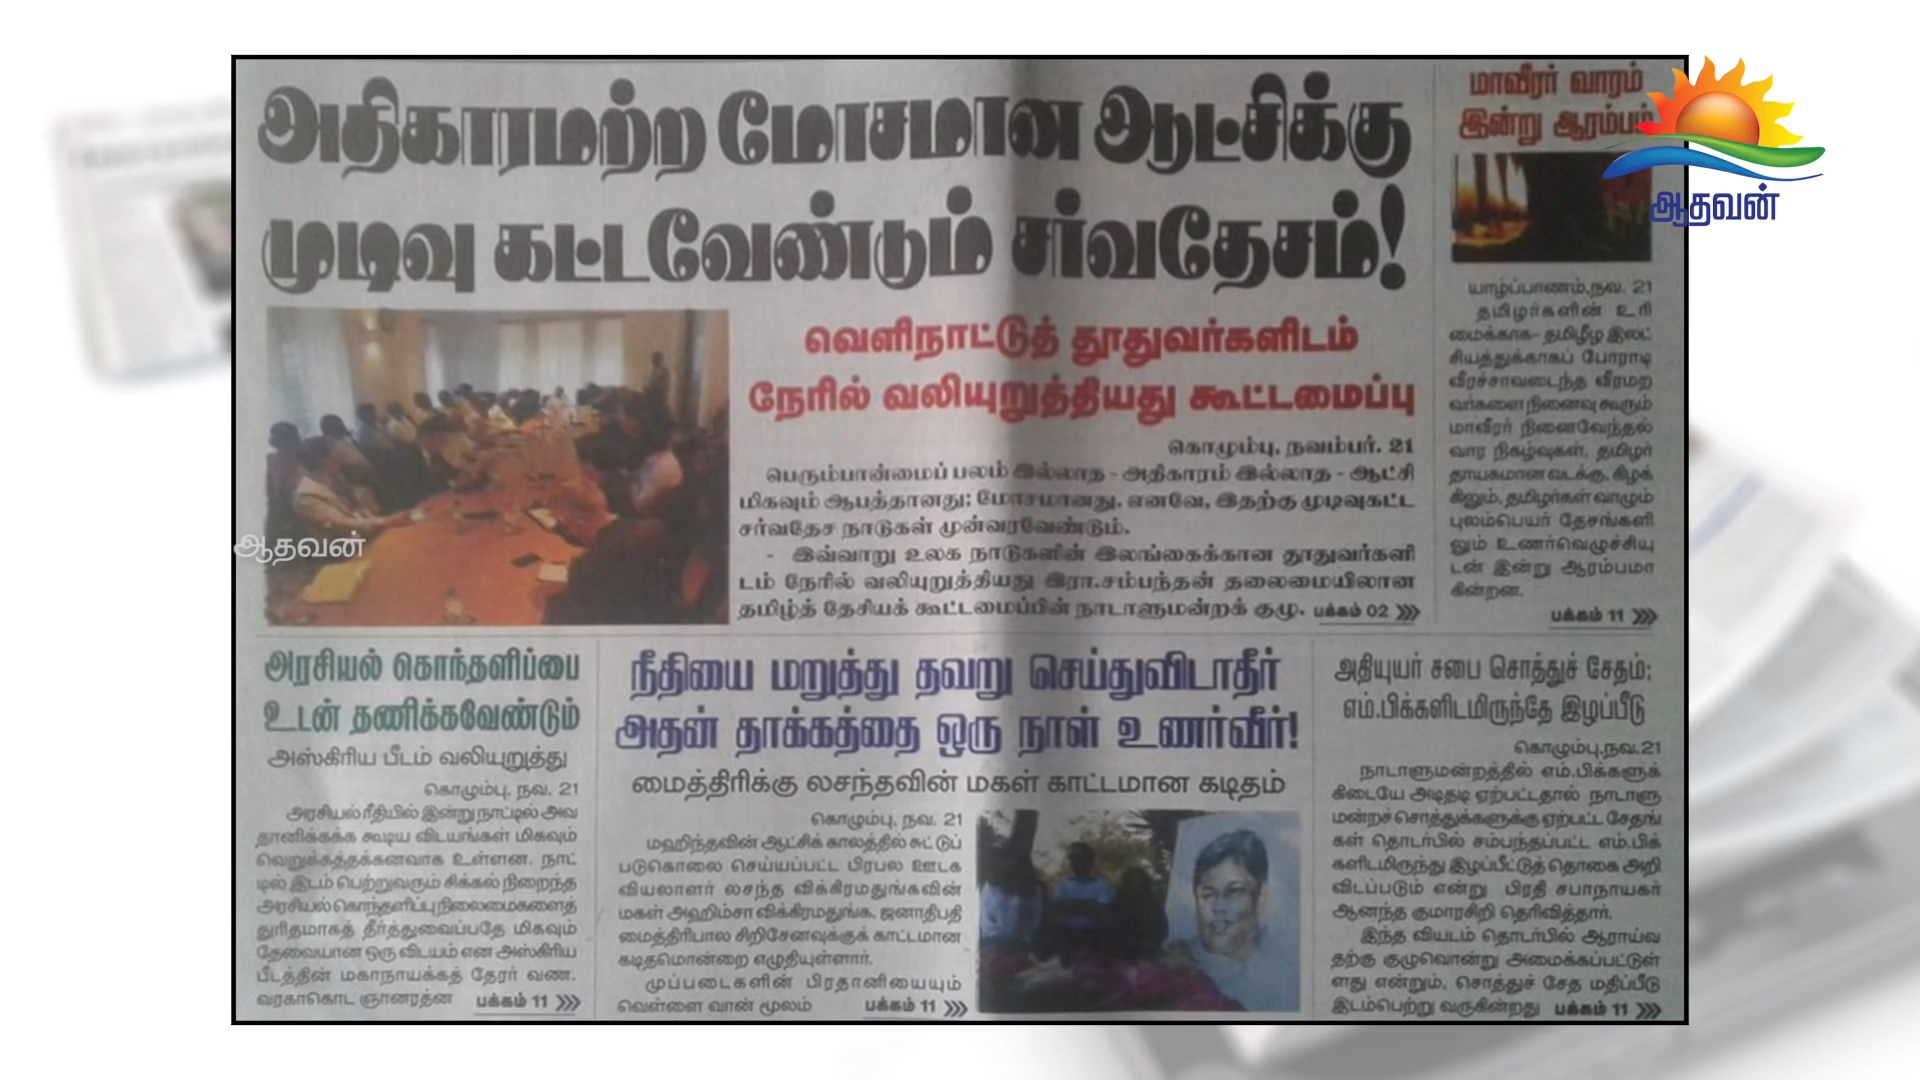 அதிகாரமற்ற மோசமான ஆட்சிக்கு
முடிவு கட்டவேண்டும் சர்வதேசம்!
வெளிநாட்டுத் தூதுவர்களிடம்
நேரில் வலியுறுத்தியது கூட்டமைப்பு
கொழும்பு, நவம்பர். 21
பெரும்பான்மைப் பலம் இல்லாத - அதிகாரம் இல்லாத - ஆட்சி
மிகவும் ஆபத்தானது; மோசமானது. எனவே, இதற்கு முடிவுகட்ட
சர்வதேச நாடுகள் முன்வரவேண்டும்.
- இவ்வாறு உலக நாடுகளின் இலங்கைக்கான தூதுவர்களி
டம் நேரில் வலியுறுத்தியது இரா.சம்பந்தன் தலைமையிலான
தமிழ்த் தேசியக் கூட்டமைப்பின் நாடாளுமன்றக் குழு. பக்கம் 02 >>>
மாவீரர் வாரம்
இன்று ஆரம்பம்
ஆதவன்
யாழ்ப்பாணம்,நவ. 21
தமிழர்களின் உரி
மைக்காக- தமிழீழ இலட்
சியத்துக்காகப் போராடி
வீரச்சாவடைந்த வீரமற
வர்களை நினைவு கூரும்
மாவீரர் நினைவேந்தல்
வார நிகழ்வுகள், தமிழர்
தாயகமான வடக்கு, கிழக்
கிலும், தமிழர்கள் வாழும்
புலம்பெயர் தேசங்களி
லும் உணர்வெழுச்சியு
டன் இன்று ஆரம்பமா
கின்றன.
பக்கம் 11 >>>
ஆதவன்
அரசியல் கொந்தளிப்பை
உடன் தணிக்கவேண்டும்
அஸ்கிரிய பீடம் வலியுறுத்து
கொழும்பு, நவ. 21
அரசியல் ரீதியில் இன்று நாட்டில் அவ
தானிக்கக்க கூடிய விடயங்கள் மிகவும்
வெறுக்கத்தக்கனவாக உள்ளன. நாட்
டில் இடம் பெற்றுவரும் சிக்கல் நிறைந்த
அரசியல் கொந்தளிப்பு நிலைமைகளைத்
துரிதமாகத் தீர்த்துவைப்பதே மிகவும்
தேவையான ஒரு விடயம் என அஸ்கிரிய
பீடத்தின் மகாநாயக்கத் தேரர் வண.
வரகாகொட ஞானரத்ன பக்கம் 11 >>>
நீதியை மறுத்து தவறு செய்துவிடாதீர்
அதன் தாக்கத்தை ஒரு நாள் உணர்வீர்!
மைத்திரிக்கு லசந்தவின் மகள் காட்டமான கடிதம்
கொழும்பு, நவ. 21
மஹிந்தவின் ஆட்சிக் காலத்தில் சுட்டுப்
படுகொலை செய்யப்பட்ட பிரபல ஊடக
வியலாளர் லசந்த விக்கிரமதுங்கவின்
மகள் அஹிம்சா விக்கிரமதுங்க, ஜனாதிபதி
மைத்திரிபால சிறிசேனவுக்குக் காட்டமான
கடிதமொன்றை எழுதியுள்ளார்.
முப்படைகளின் பிரதானியையும்
வெள்ளை வான் மூலம் பக்கம் 11 >>>
அதியுயர் சபை சொத்துச் சேதம்;
எம்.பிக்களிடமிருந்தே இழப்பீடு
கொழும்பு,நவ.21
நாடாளுமன்றத்தில் எம்.பிக்களுக்
கிடையே அடிதடி ஏற்பட்டதால் நாடாளு
மன்றச் சொத்துக்களுக்கு ஏற்பட்ட சேதங்
கள் தொடர்பில் சம்பந்தப்பட்ட எம்.பிக்
களிடமிருந்து இழப்பீட்டுத் தொகை அறி
விடப்படும் என்று பிரதி சபாநாயகர்
ஆனந்த குமாரசிறி தெரிவித்தார்.
இந்த வியடம் தொடர்பில் ஆராய்வ
தற்கு குழுவொன்று அமைக்கப்பட்டுள்
ளது என்றும், சொத்துச் சேத மதிப்பீடு
இடம்பெற்று வருகின்றது பக்கம் 11 >>>